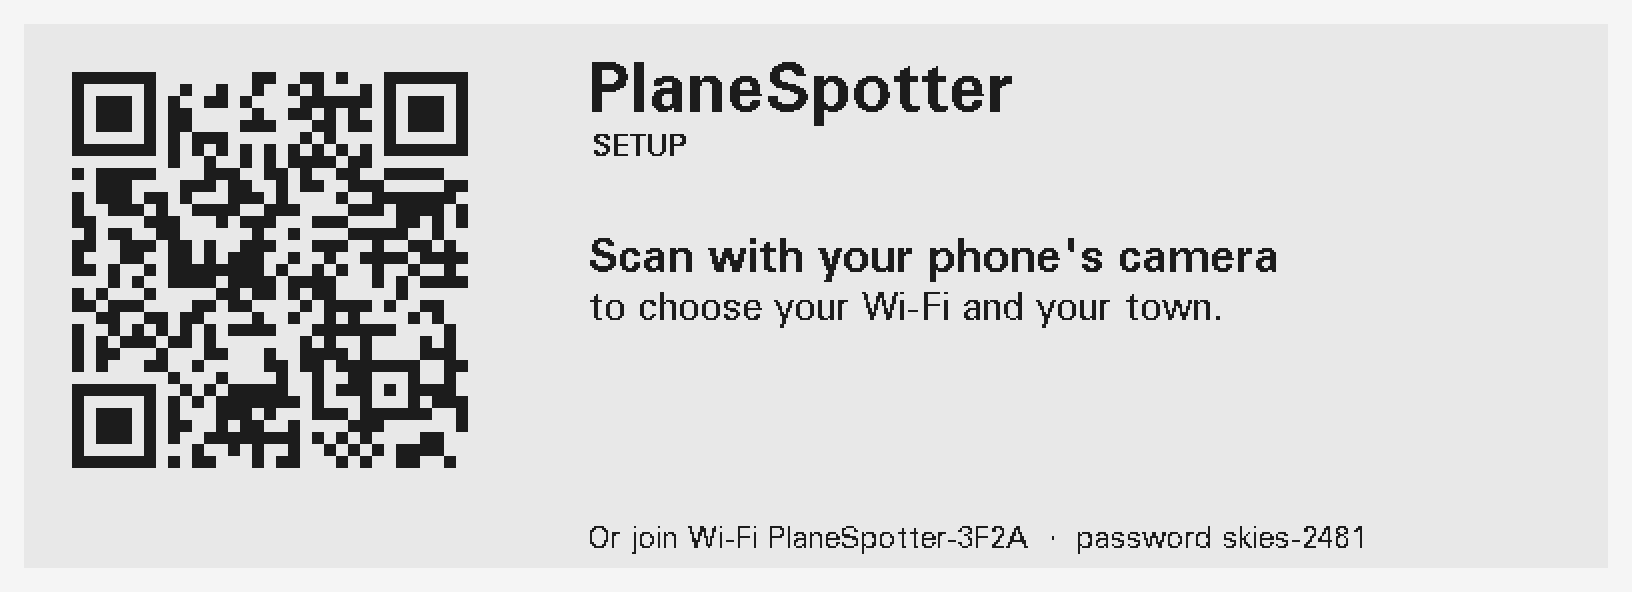 PlaneSpotter
SETUP
Scan with your phone's camera
to choose your Wi-Fi and your town.
Or join Wi-Fi PlaneSpotter-3F2A · password skies-2481